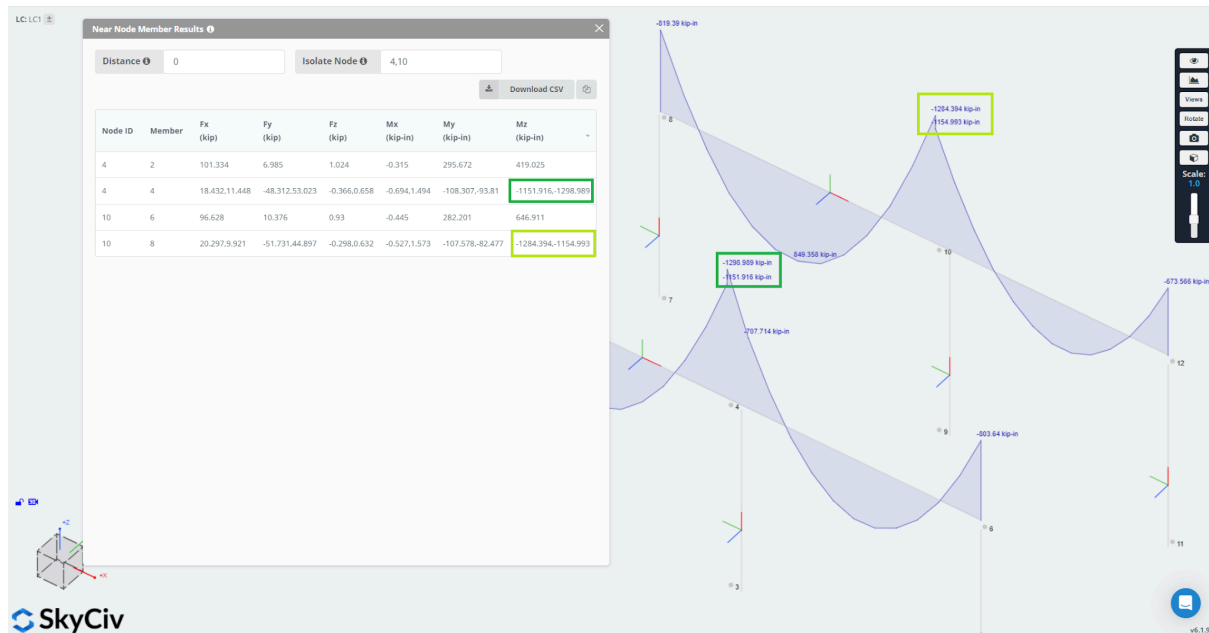 LC: LC1
Near Node Member Results
Distance 0 Isolate Node 4,10
Download CSV
Node ID Member Fx (kip) Fy (kip) Fz (kip) Mx (kip-in) My (kip-in) Mz (kip-in)
4 2 101.334 6.985 1.024 -0.315 295.672 419.025
4 4 18.432,11.448 -48.312,53.023 -0.366,0.658 -0.694,1.494 -108.307,-93.81 -1151.916,-1298.989
10 6 96.628 10.376 0.93 -0.445 282.201 646.911
10 8 20.297,9.921 -51.731,44.897 -0.298,0.632 -0.527,1.573 -107.578,-82.477 -1284.394,-1154.993
-819.39 kip-in
8
-1284.394 kip-in
-1154.993 kip-in
849.358 kip-in
10
-1298.989 kip-in
-1151.916 kip-in
7
-673.566 kip-in
-707.714 kip-in
12
4
9
-803.64 kip-in
6
11
3
Views
Rotate
Scale:
1.0
+Z
+X
SkyCiv
v6.1.9